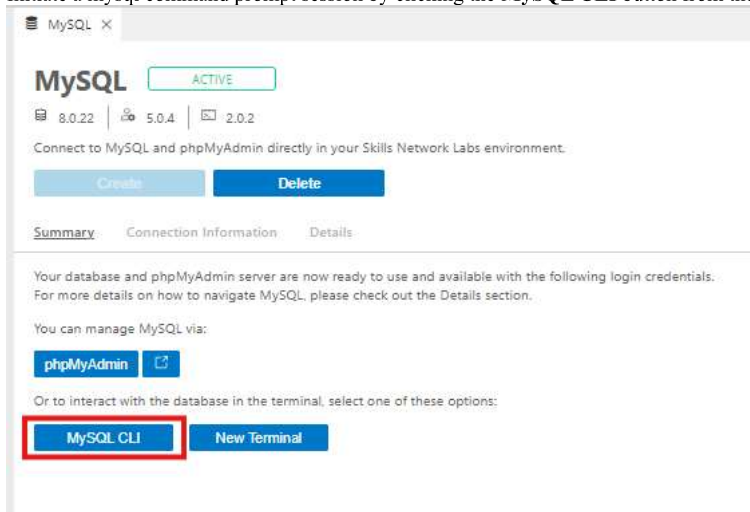 MySQL
MySQL ACTIVE
8.0.22 5.0.4 2.0.2
Connect to MySQL and phpMyAdmin directly in your Skills Network Labs environment.
Create Delete
Summary Connection Information Details
Your database and phpMyAdmin server are now ready to use and available with the following login credentials.
For more details on how to navigate MySQL, please check out the Details section.
You can manage MySQL via:
phpMyAdmin
Or to interact with the database in the terminal, select one of these options:
MySQL CLI New Terminal